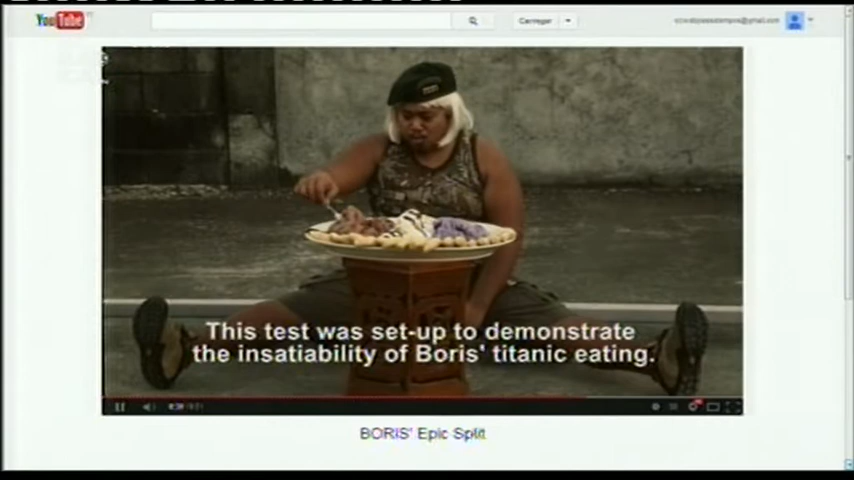 YouTube
Carregar
This test was set-up to demonstrate
the insatiability of Boris' titanic eating.
BORIS' Epic Split